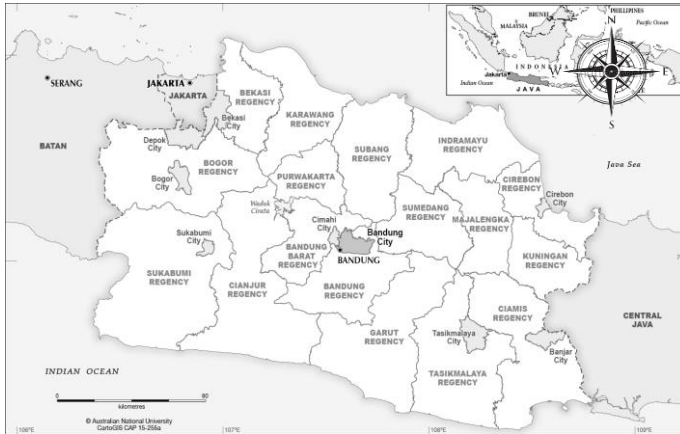 SERANG
JAKARTA
JAKARTA
BATAN
BEKASI
REGENCY
Bekasi
City
KARAWANG
REGENCY
Depok
City
BOGOR
REGENCY
Bogor
City
PURWAKARTA
REGENCY
SUBANG
REGENCY
INDRAMAYU
REGENCY
CIREBON
REGENCY
Cirebon
City
Java Sea
Waduk
Cirata
Cimahi
City
SUMEDANG
REGENCY
MAJALENGKA
REGENCY
Sukabumi
City
BANDUNG
BARAT
REGENCY
Bandung
City
BANDUNG
KUNINGAN
REGENCY
SUKABUMI
REGENCY
CIANJUR
REGENCY
BANDUNG
REGENCY
CIAMIS
REGENCY
CENTRAL
JAVA
GARUT
REGENCY
Tasikmalaya
City
Banjar
City
TASIKMALAYA
REGENCY
INDIAN OCEAN
0 80
kilometres
© Australian National University
CartoGIS CAP 15-255a
106°E
107°E
108°E
109°E
MALAYSIA
BRUNEI
PHILIPPINES
Pacific Ocean
INDONESIA
Jakarta
Indian Ocean
JAVA
N
W
E
S